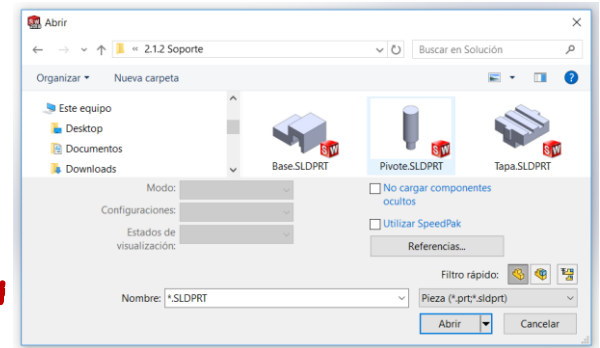 Abrir
2.1.2 Soporte
Buscar en Solución
Organizar
Nueva carpeta
Este equipo
Desktop
Documentos
Downloads
Base.SLDPRT
Pivote.SLDPRT
Tapa.SLDPRT
Modo:
Configuraciones:
Estados de
visualización:
No cargar componentes
ocultos
Utilizar SpeedPak
Referencias...
Filtro rápido:
Nombre: *.SLDPRT
Pieza (*.prt;*.sldprt)
Abrir
Cancelar